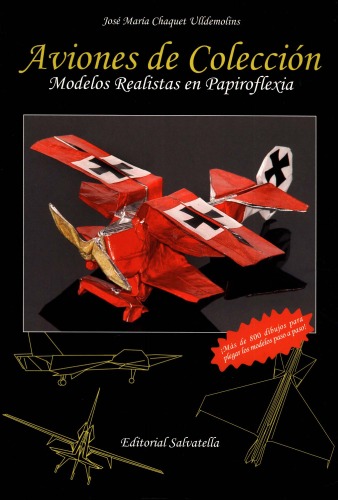 José María Chaquet Ulldemolins
Aviones de Colección
Modelos Realistas en Papiroflexia
¡Más de 800 dibujos para
plegar los modelos paso a paso!
Editorial Salvatella